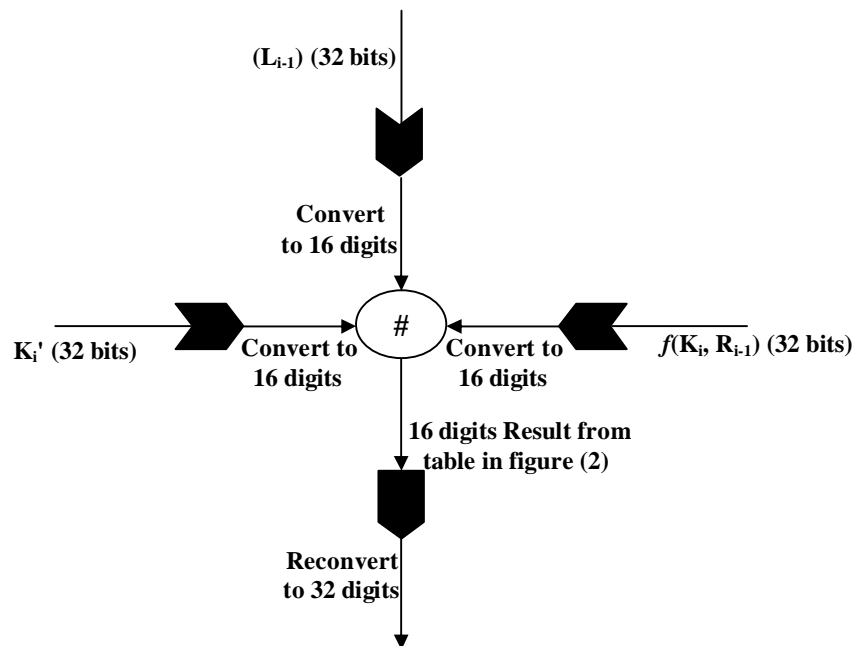 (Li-1) (32 bits)
Convert
to 16 digits
#
Ki' (32 bits)
Convert to
16 digits
Convert to
16 digits
f(Ki, Ri-1) (32 bits)
16 digits Result from
table in figure (2)
Reconvert
to 32 digits